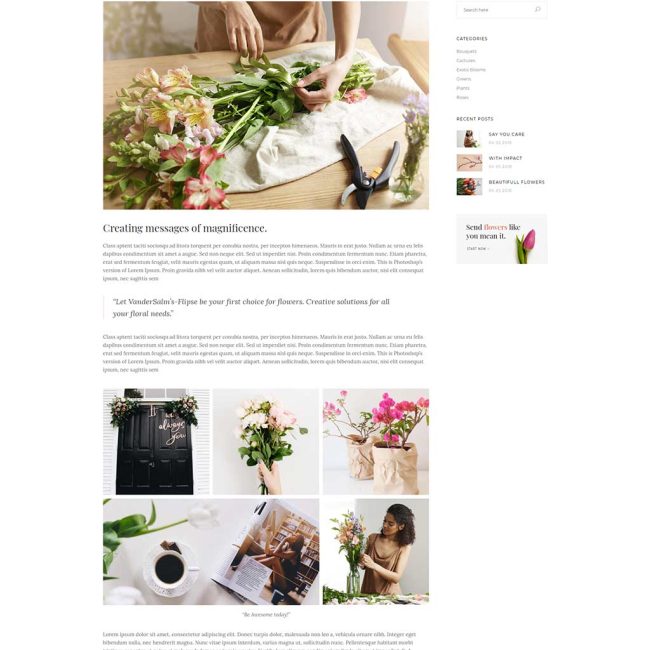 Search here
CATEGORIES
Bouquets
Cactuses
Exotic Blooms
Greens
Plants
Roses
RECENT POSTS
SAY YOU CARE
WITH IMPACT
BEAUTIFULL FLOWERS
Send flowers like
you mean it.
START NOW
Creating messages of magnificence.
Class aptent taciti sociosqu ad litora torquent per conubia nostra, per inceptos himenaeos. Mauris in erat justo. Nullam ac urna eu felis
dapibus condimentum sit amet a augue. Sed non neque elit. Sed ut imperdiet nisi. Proin condimentum fermentum nunc. Etiam pharetra,
erat sed fermentum feugiat, velit mauris egestas quam, ut aliquam massa nisl quis neque. Suspendisse in orci enim. This is Photoshop's
version of Lorem Ipsum. Proin gravida nibh vel velit auctor aliquet. Aenean sollicitudin, lorem quis bibendum auctor, nisi elit consequat
ipsum, nec sagittis sem
"Let VanderSalm's-Flipse be your first choice for flowers. Creative solutions for all
your floral needs."
Class aptent taciti sociosqu ad litora torquent per conubia nostra, per inceptos himenaeos. Mauris in erat justo. Nullam ac urna eu felis
dapibus condimentum sit amet a augue. Sed non neque elit. Sed ut imperdiet nisi. Proin condimentum fermentum nunc. Etiam pharetra,
erat sed fermentum feugiat, velit mauris egestas quam, ut aliquam massa nisl quis neque. Suspendisse in orci enim. This is Photoshop's
version of Lorem Ipsum. Proin gravida nibh vel velit auctor aliquet. Aenean sollicitudin, lorem quis bibendum auctor, nisi elit consequat
ipsum, nec sagittis sem
always
you
"Be Awesome today!"
Lorem ipsum dolor sit amet, consectetur adipiscing elit. Donec turpis dolor, malesuada non leo a, vehicula ornare nibh. Integer eget
bibendum nulla, nec hendrerit magna. Nunc vitae ipsum interdum, varius magna ut, sollicitudin purus. Pellentesque habitant morbi